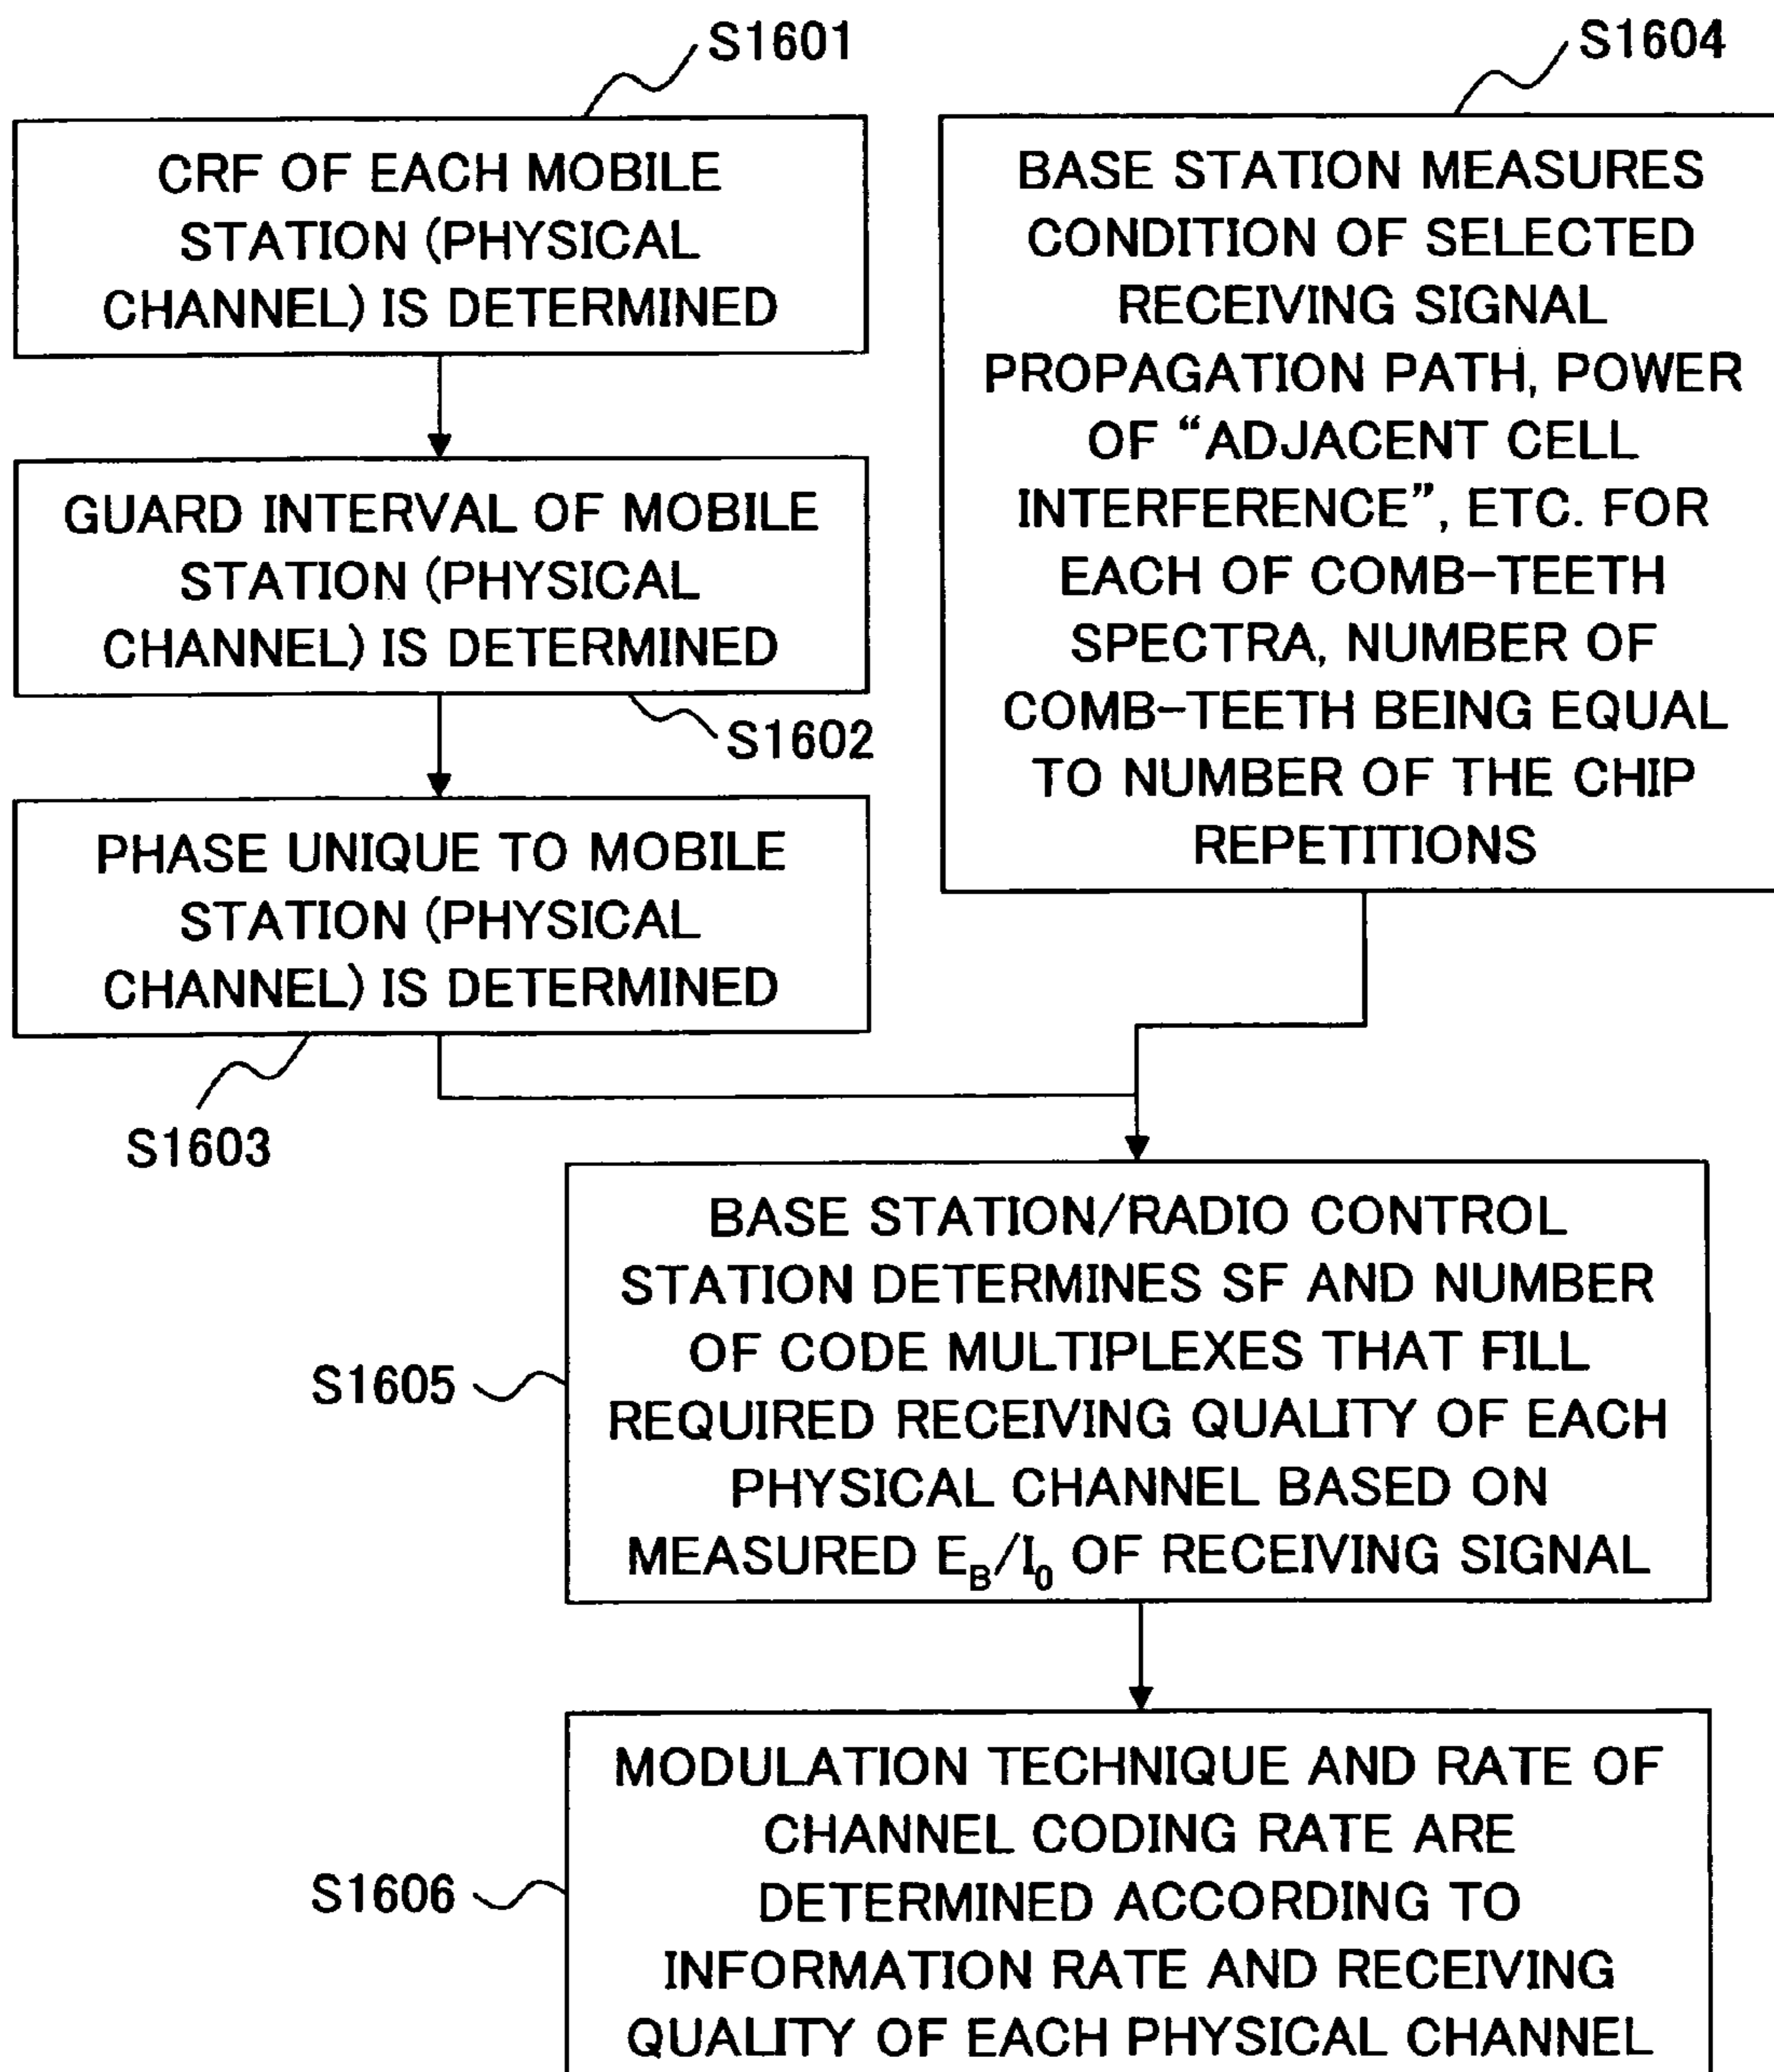 S1601
CRF OF EACH MOBILE
STATION (PHYSICAL
CHANNEL) IS DETERMINED
GUARD INTERVAL OF MOBILE
STATION (PHYSICAL
CHANNEL) IS DETERMINED
S1602
PHASE UNIQUE TO MOBILE
STATION (PHYSICAL
CHANNEL) IS DETERMINED
S1603
S1604
BASE STATION MEASURES
CONDITION OF SELECTED
RECEIVING SIGNAL
PROPAGATION PATH, POWER
OF “ADJACENT CELL
INTERFERENCE”, ETC. FOR
EACH OF COMB-TEETH
SPECTRA, NUMBER OF
COMB-TEETH BEING EQUAL
TO NUMBER OF THE CHIP
REPETITIONS
BASE STATION/RADIO CONTROL
STATION DETERMINES SF AND NUMBER
OF CODE MULTIPLEXES THAT FILL
REQUIRED RECEIVING QUALITY OF EACH
PHYSICAL CHANNEL BASED ON
MEASURED E_B/I_0 OF RECEIVING SIGNAL
S1605
MODULATION TECHNIQUE AND RATE OF
CHANNEL CODING RATE ARE
DETERMINED ACCORDING TO
INFORMATION RATE AND RECEIVING
QUALITY OF EACH PHYSICAL CHANNEL
S1606